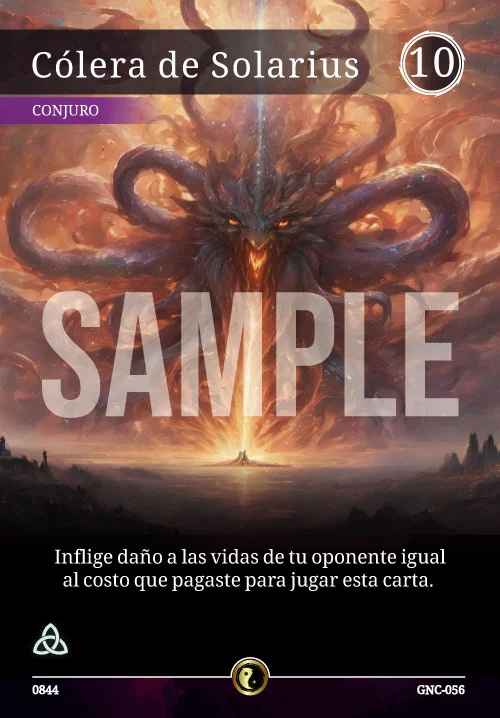 Cólera de Solarius
10
CONJURO
SAMPLE
Inflige daño a las vidas de tu oponente igual
al costo que pagaste para jugar esta carta.
0844
GNC-056